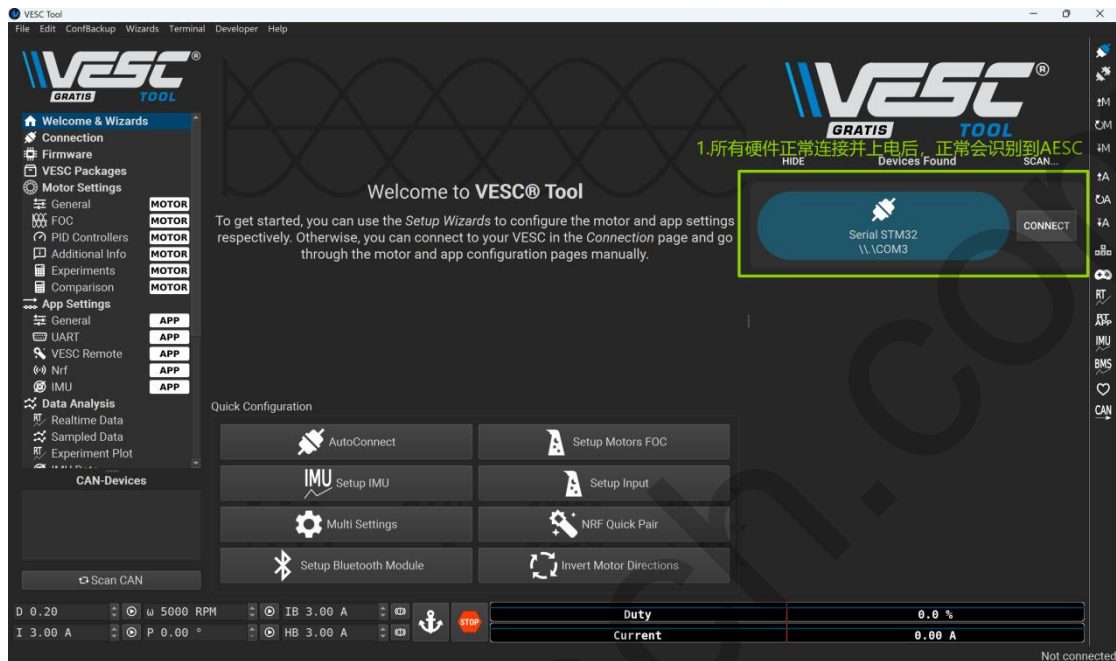 VESC Tool
File Edit ConfBackup Wizards Terminal Developer Help
VESC®
GRATIS TOOL
Welcome & Wizards
Connection
Firmware
VESC Packages
Motor Settings
General MOTOR
FOC MOTOR
PID Controllers MOTOR
Additional Info MOTOR
Experiments MOTOR
Comparison MOTOR
App Settings
General APP
UART APP
VESC Remote APP
Nrf APP
IMU APP
Data Analysis
Realtime Data
Sampled Data
Experiment Plot
CAN-Devices
Scan CAN
Welcome to VESC® Tool
To get started, you can use the Setup Wizards to configure the motor and app settings
respectively. Otherwise, you can connect to your VESC in the Connection page and go
through the motor and app configuration pages manually.
Quick Configuration
AutoConnect Setup Motors FOC
IMU Setup IMU Setup Input
Multi Settings NRF Quick Pair
Setup Bluetooth Module Invert Motor Directions
VESC®
GRATIS TOOL
1.所有硬件正常连接并上电后，正常会识别到AESC
HIDE Devices Found SCAN...
Serial STM32
\\.\COM3
CONNECT
M
M
M
A
A
A
RT
RT
APP
IMU
BMS
CAN
D 0.20 ω 5000 RPM IB 3.00 A
I 3.00 A P 0.00 ° HB 3.00 A
STOP
Duty 0.0 %
Current 0.00 A
Not connected